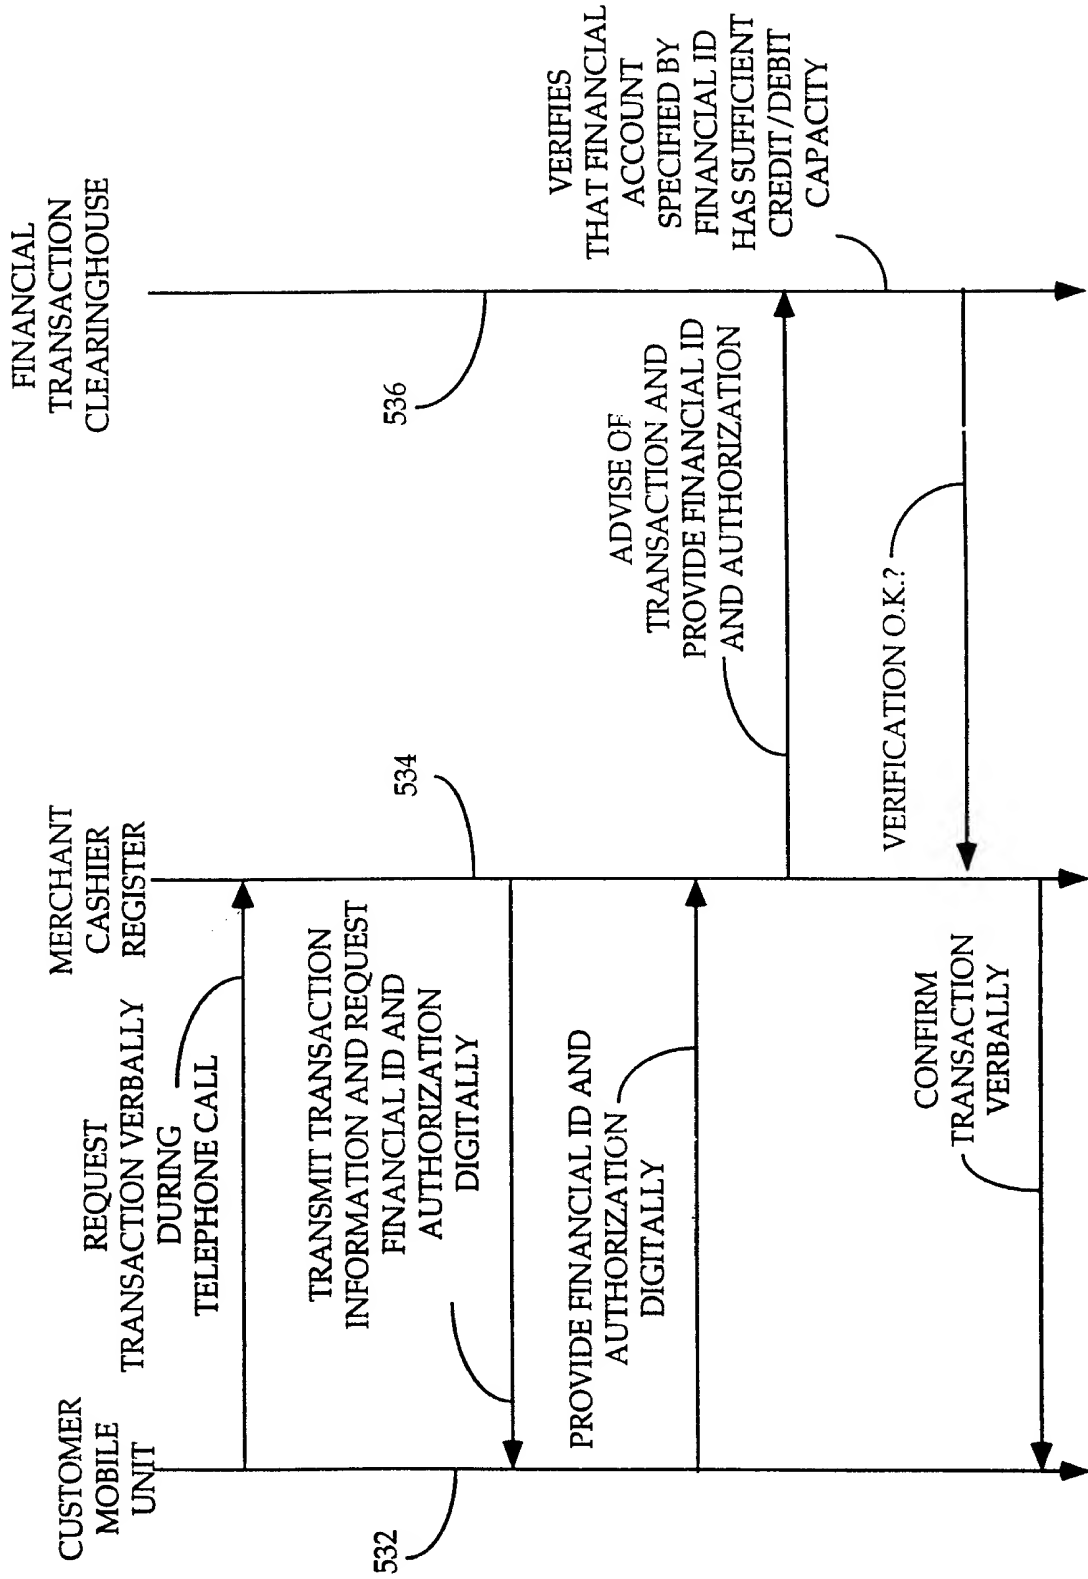 CUSTOMER
MOBILE
UNIT
MERCHANT
CASHIER
REGISTER
FINANCIAL
TRANSACTION
CLEARINGHOUSE
REQUEST
TRANSACTION VERBALLY
DURING
TELEPHONE CALL
532
534
536
TRANSMIT TRANSACTION
INFORMATION AND REQUEST
FINANCIAL ID AND
AUTHORIZATION
DIGITALLY
PROVIDE FINANCIAL ID AND
AUTHORIZATION
DIGITALLY
ADVISE OF
TRANSACTION AND
PROVIDE FINANCIAL ID
AND AUTHORIZATION
VERIFIES
THAT FINANCIAL
ACCOUNT
SPECIFIED BY
FINANCIAL ID
HAS SUFFICIENT
CREDIT/DEBIT
CAPACITY
VERIFICATION O.K.?
CONFIRM
TRANSACTION
VERBALLY